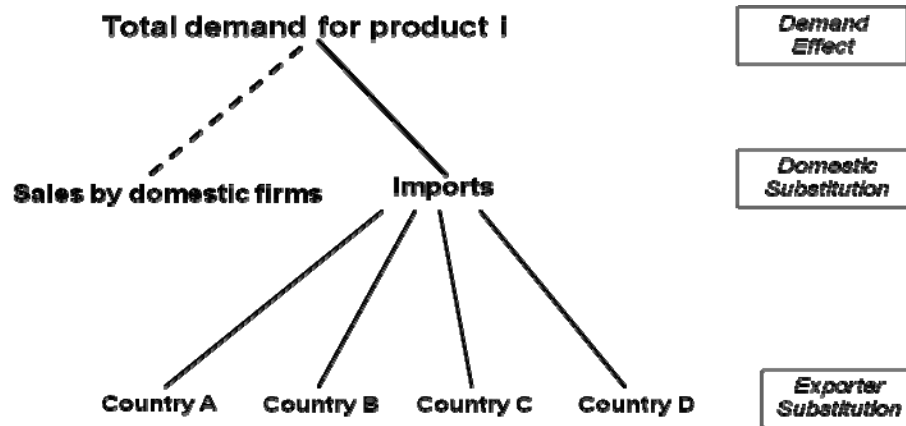 Total demand for product i
Demand
Effect
Sales by domestic firms
Imports
Domestic
Substitution
Country A
Country B
Country C
Country D
Exporter
Substitution